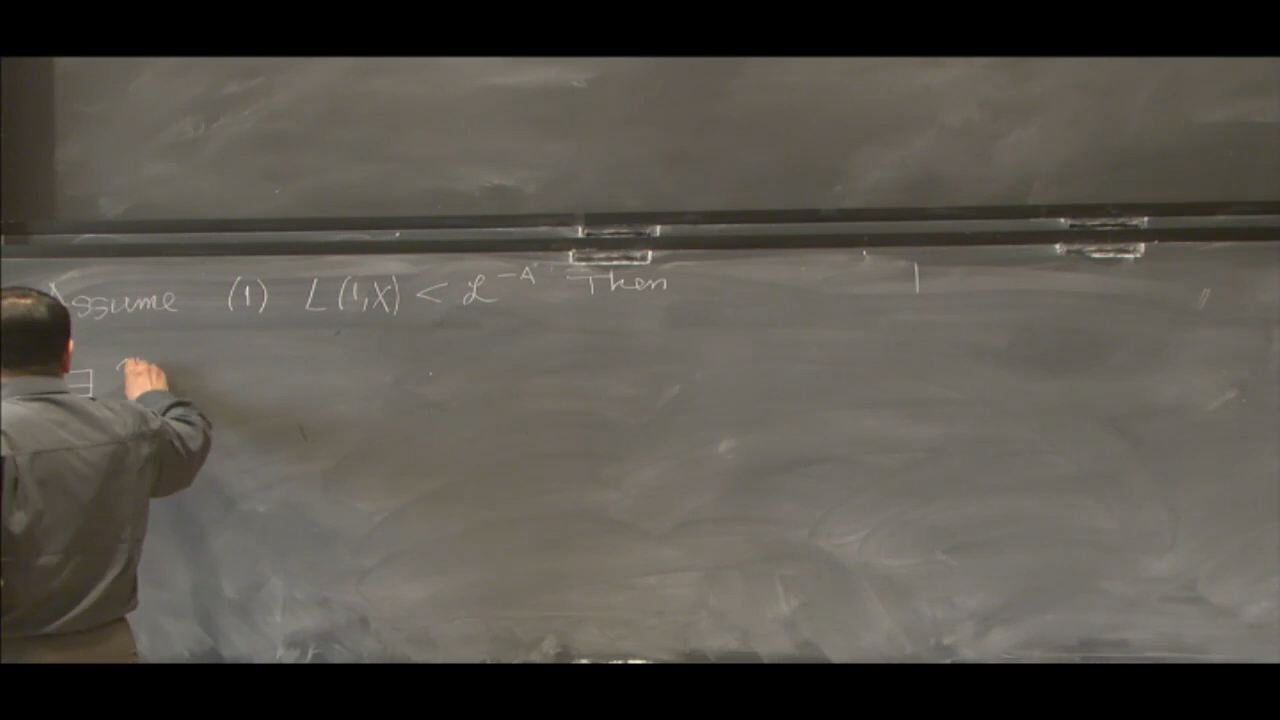 Assume (1) L(1,χ) < ℒ^{-A} Then
∃